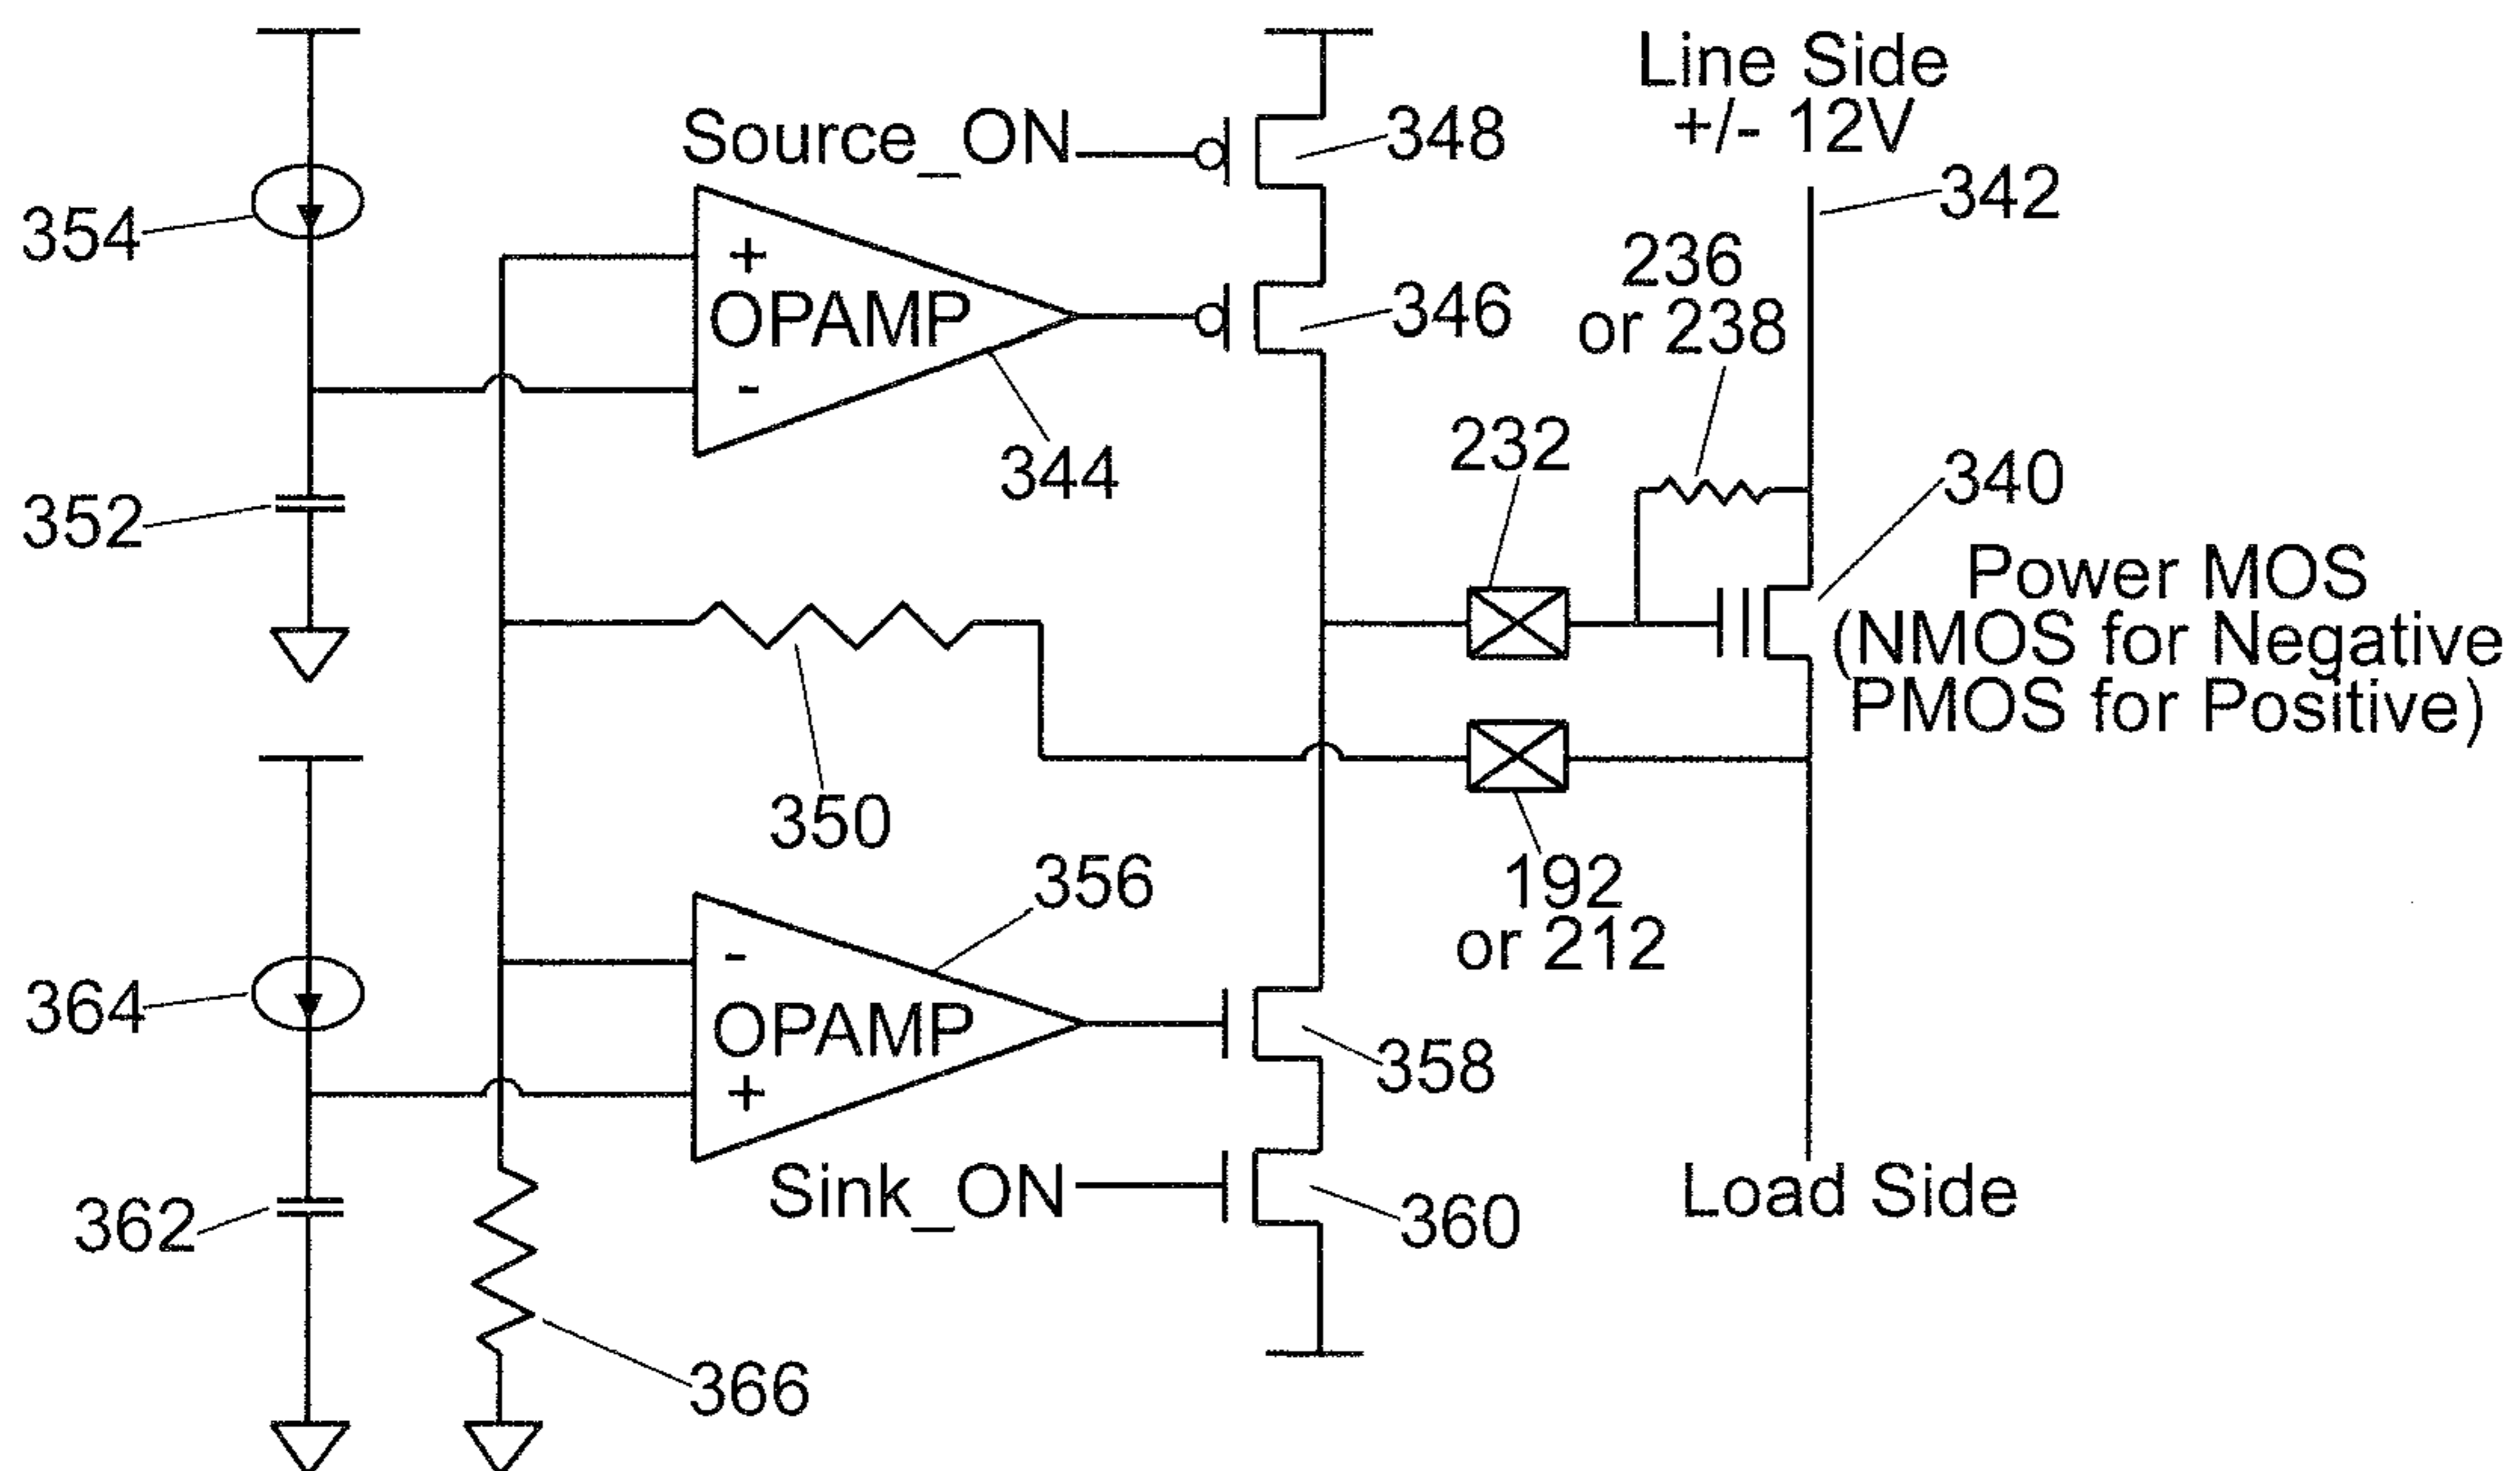 Line Side
+/- 12V
Source_ON
348
342
354
+
OPAMP
-
346
236
or 238
344
232
340
352
Power MOS
(NMOS for Negative
PMOS for Positive)
350
356
192
or 212
-
OPAMP
+
364
358
Sink_ON
360
Load Side
362
366